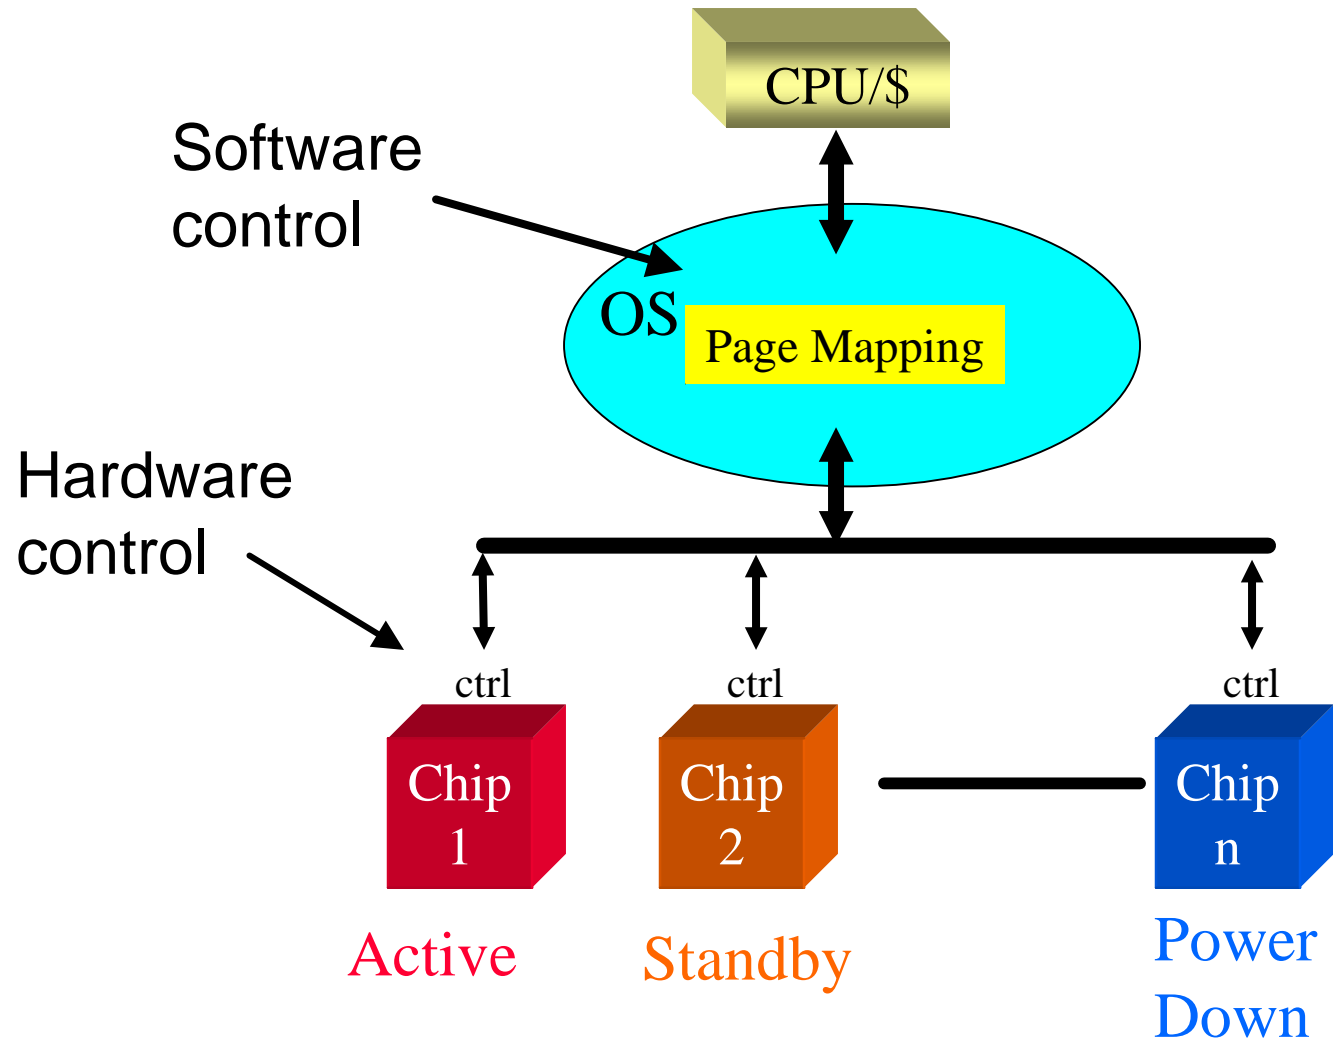 CPU/$
Software
control
OS
Page Mapping
Hardware
control
ctrl
ctrl
ctrl
Chip
1
Chip
2
Chip
n
Active
Standby
Power
Down